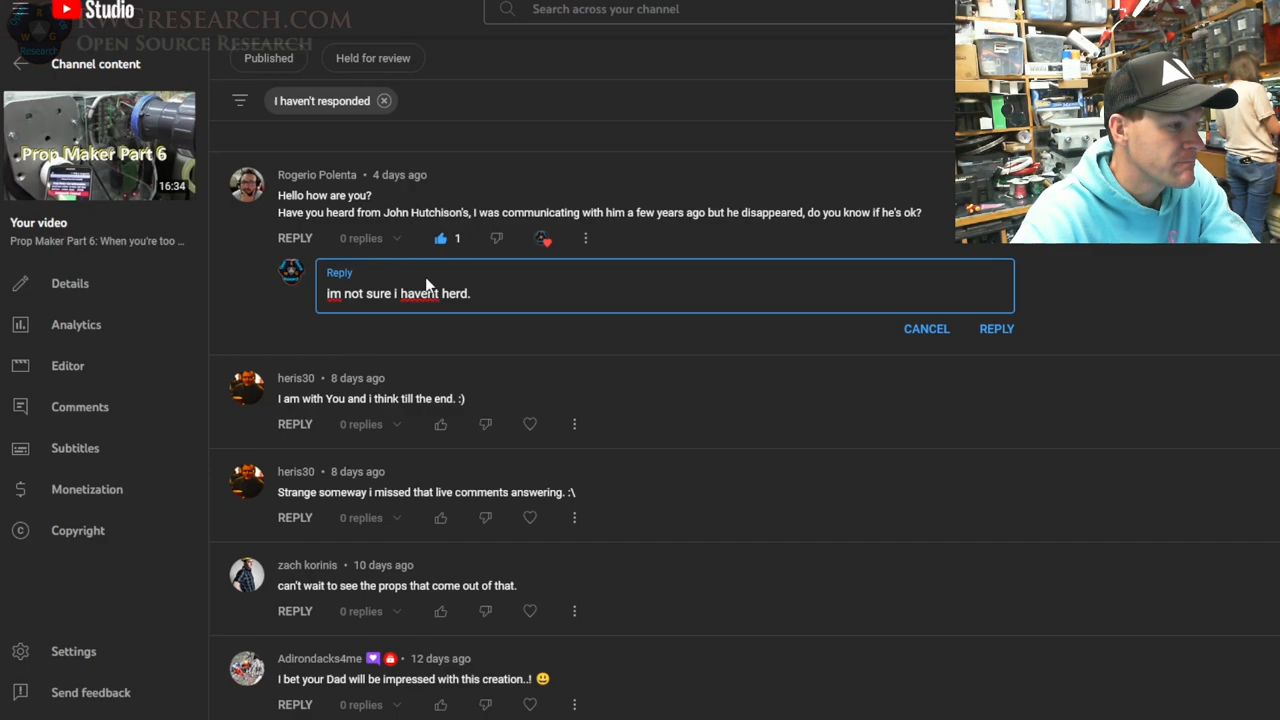 Studio
RWGRESEARCH.COM
OPEN SOURCE RESEARCH
R
W
G
Research
Search across your channel
Channel content
Published
Held for review
I haven't responded
Prop Maker Part 6
16:34
Your video
Prop Maker Part 6: When you're too ...
Details
Analytics
Editor
Comments
Subtitles
Monetization
Copyright
Settings
Send feedback
Rogerio Polenta • 4 days ago
Hello how are you?
Have you heard from John Hutchison's, I was communicating with him a few years ago but he disappeared, do you know if he's ok?
REPLY 0 replies 1
Reply
im not sure i havent herd.
CANCEL REPLY
heris30 • 8 days ago
I am with You and i think till the end. :)
REPLY 0 replies
heris30 • 8 days ago
Strange someway i missed that live comments answering. :\
REPLY 0 replies
zach korinis • 10 days ago
can't wait to see the props that come out of that.
REPLY 0 replies
Adirondacks4me • 12 days ago
I bet your Dad will be impressed with this creation..! 😃
REPLY 0 replies